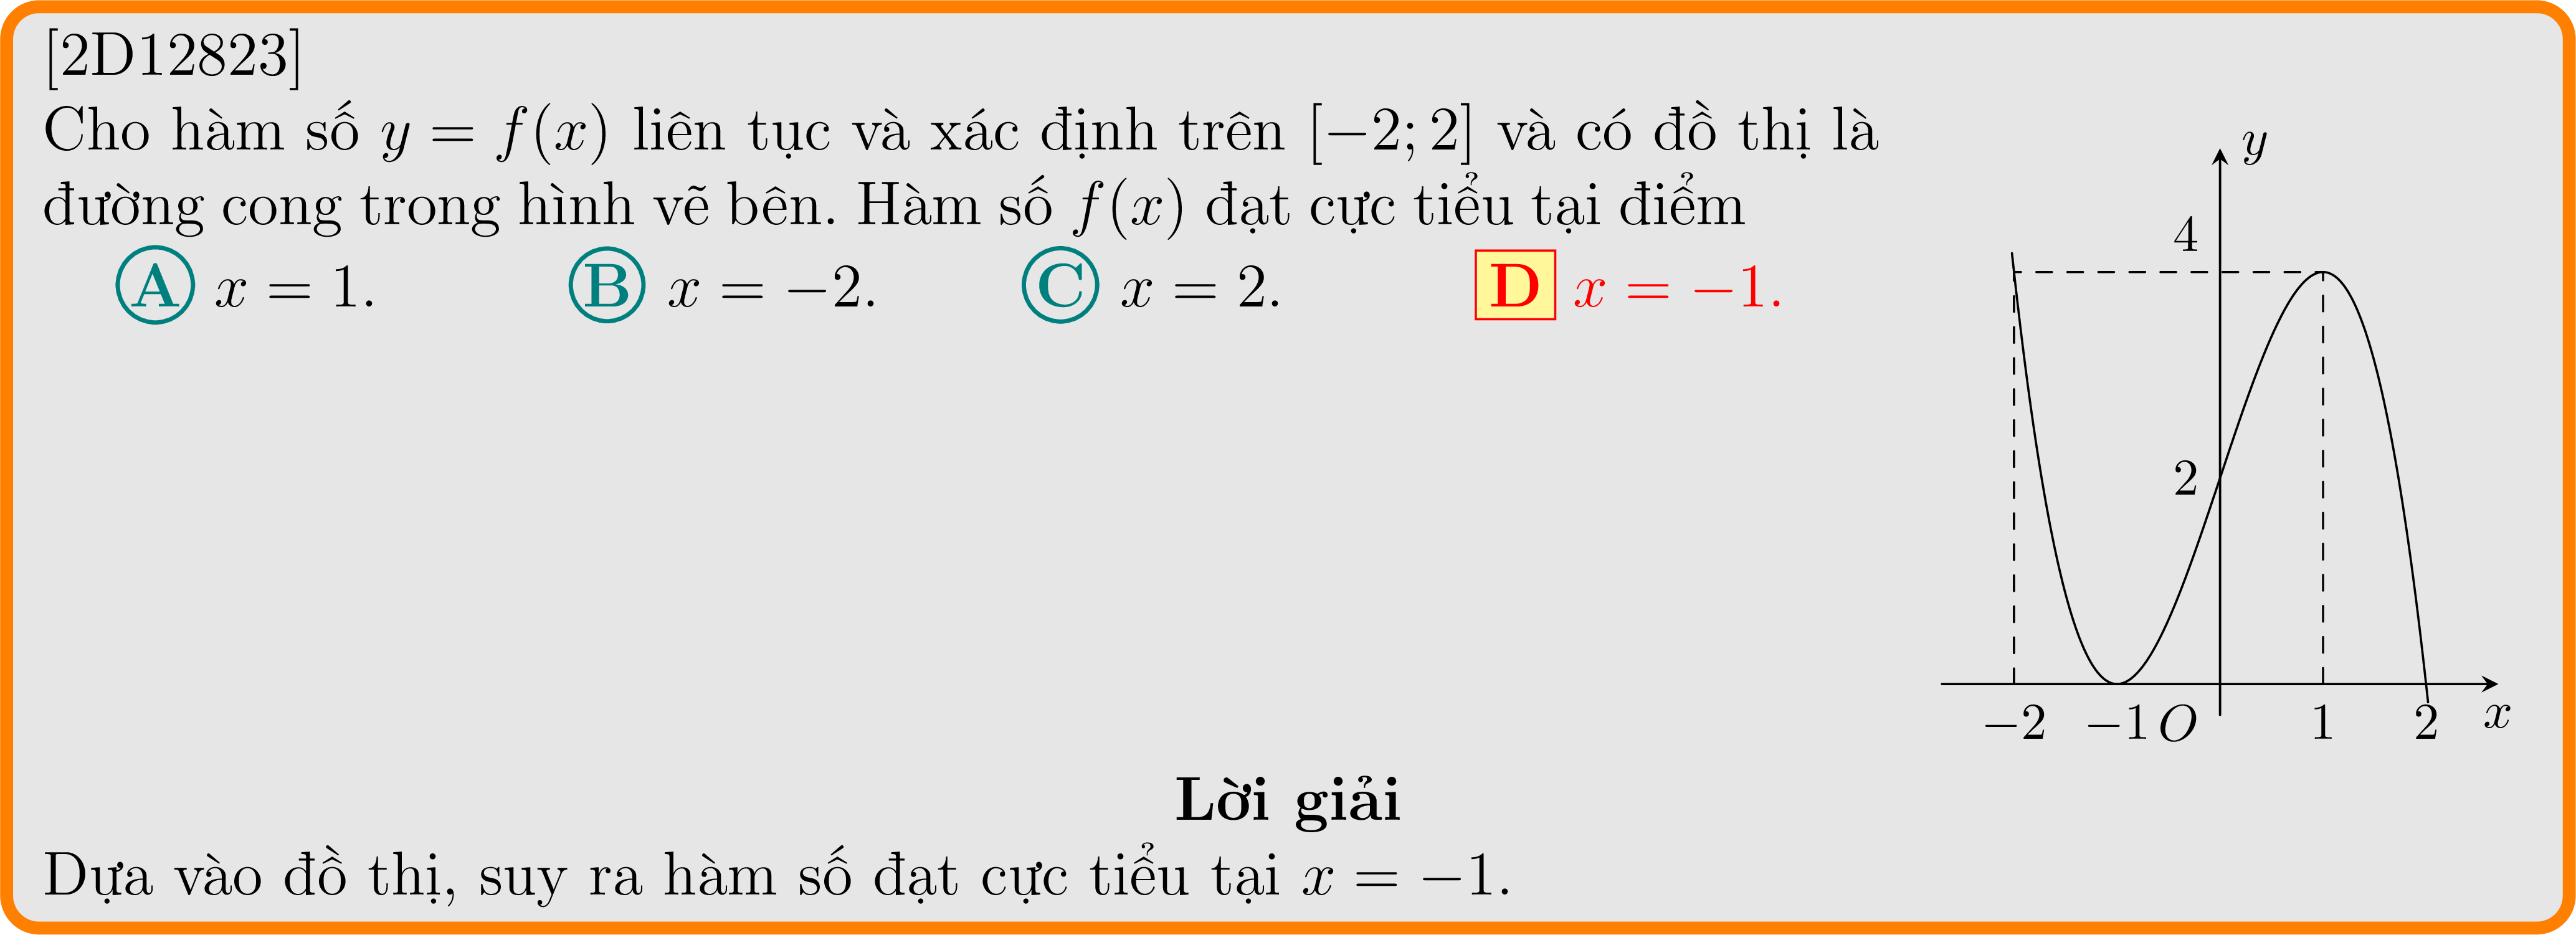 [2D12823]
Cho hàm số y = f(x) liên tục và xác định trên [−2; 2] và có đồ thị là
đường cong trong hình vẽ bên. Hàm số f(x) đạt cực tiểu tại điểm
A x = 1. B x = −2. C x = 2. D x = −1.
y
4
2
−2 −1 O 1 2 x
Lời giải
Dựa vào đồ thị, suy ra hàm số đạt cực tiểu tại x = −1.